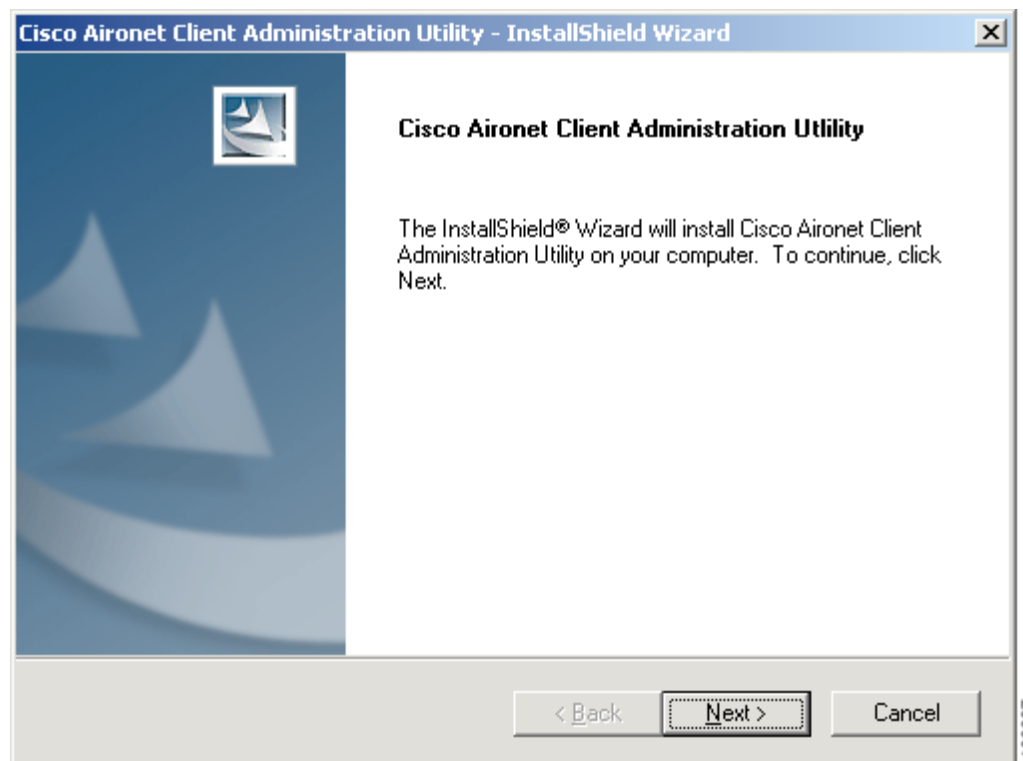 Cisco Aironet Client Administration Utility - InstallShield Wizard
Cisco Aironet Client Administration Utlility
The InstallShield® Wizard will install Cisco Aironet Client
Administration Utility on your computer. To continue, click
Next.
< Back
Next >
Cancel